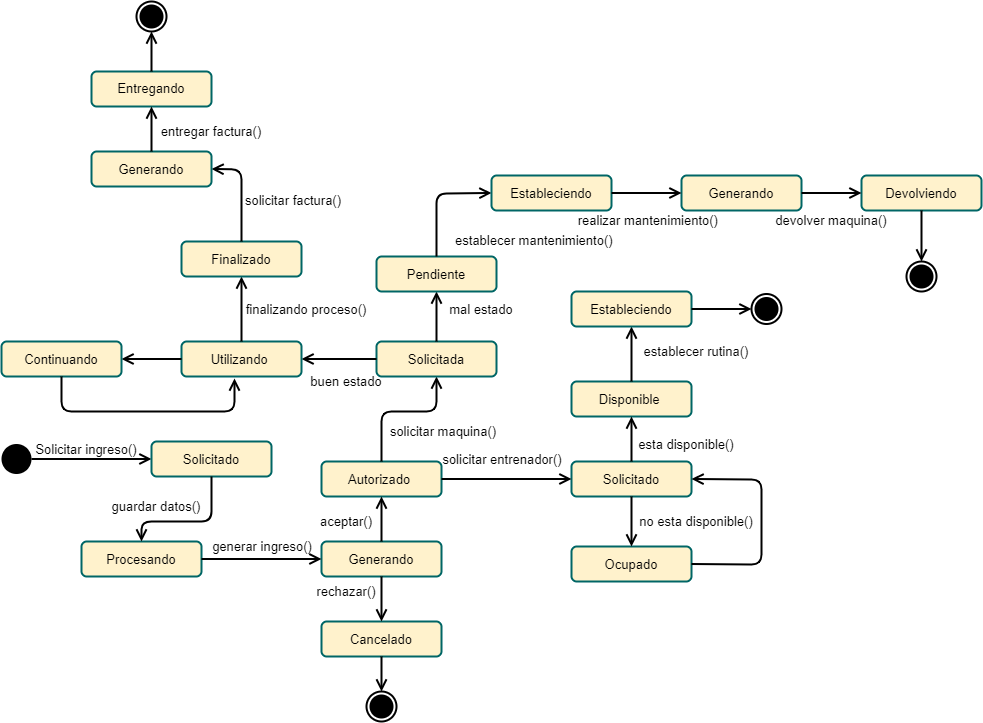 Entregando
entregar factura()
Generando
solicitar factura()
Estableciendo
Generando
Devolviendo
realizar mantenimiento()
devolver maquina()
establecer mantenimiento()
Finalizado
Pendiente
finalizando proceso()
mal estado
Estableciendo
establecer rutina()
Continuando
Utilizando
Solicitada
buen estado
Disponible
solicitar maquina()
esta disponible()
Solicitar ingreso()
Solicitado
solicitar entrenador()
Autorizado
Solicitado
guardar datos()
aceptar()
no esta disponible()
generar ingreso()
Procesando
Generando
Ocupado
rechazar()
Cancelado